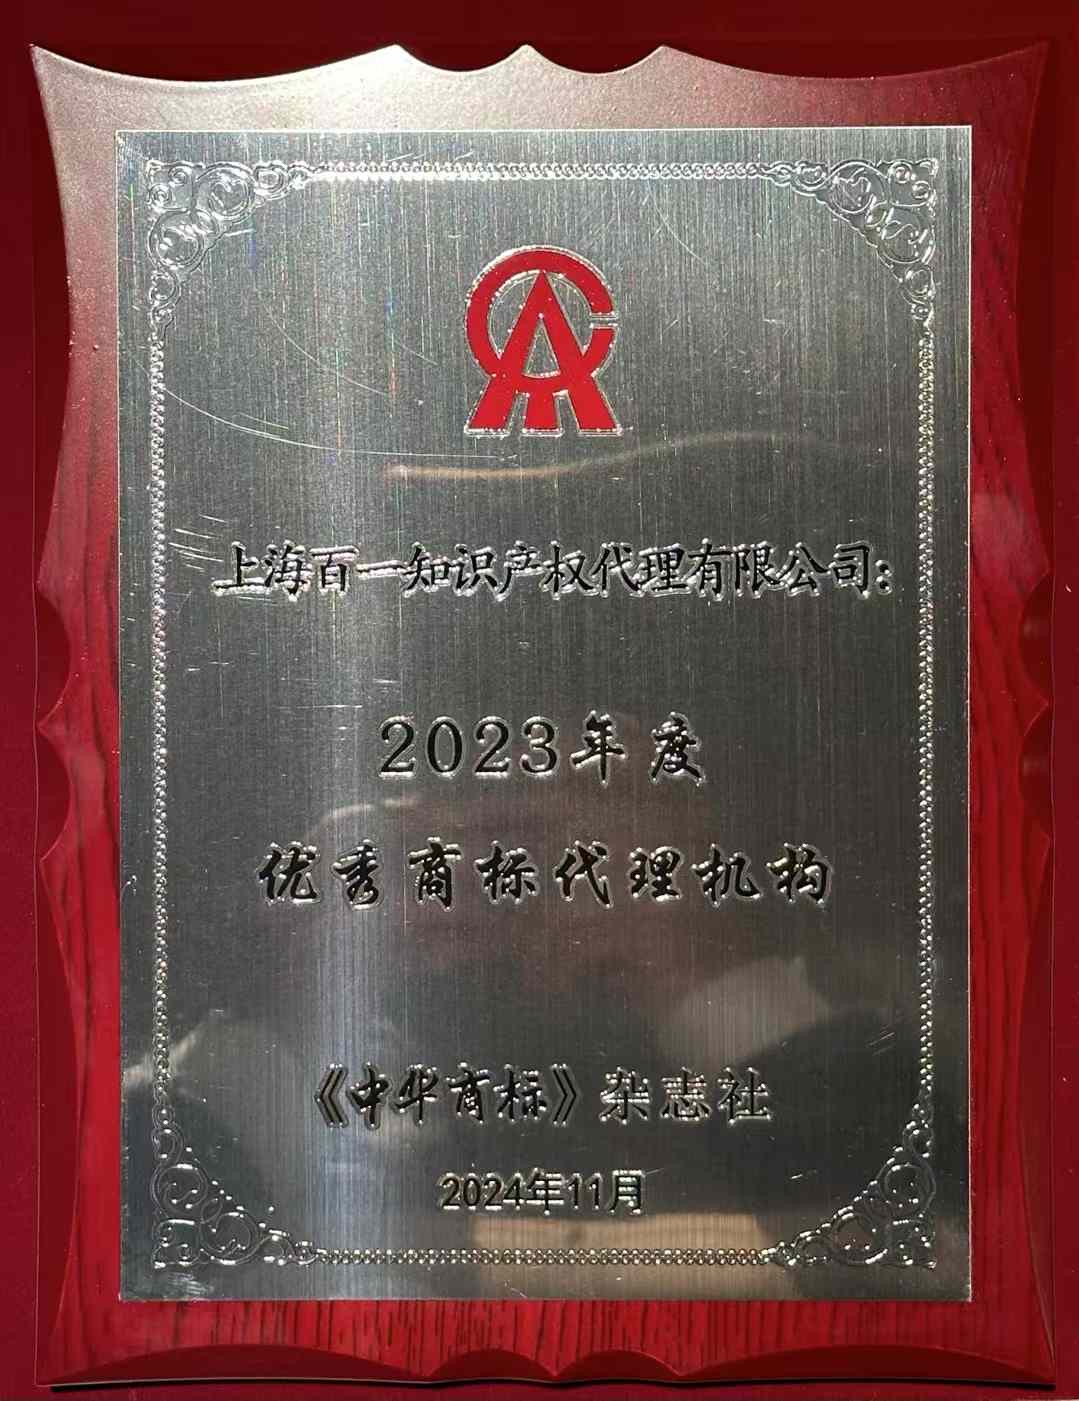 上海百一知识产权代理有限公司:
2023年度
优秀商标代理机构
《中华商标》杂志社
2024年11月